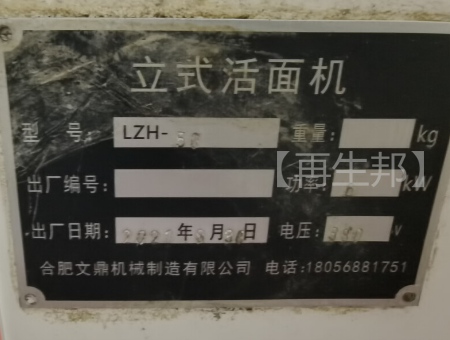 立式活面机
型 号: LZH-50 重量: kg
【再生邦】
出厂编号: 功率: kW
出厂日期: 年 月 日 电压: 380 V
合肥文鼎机械制造有限公司 电话:18056881751